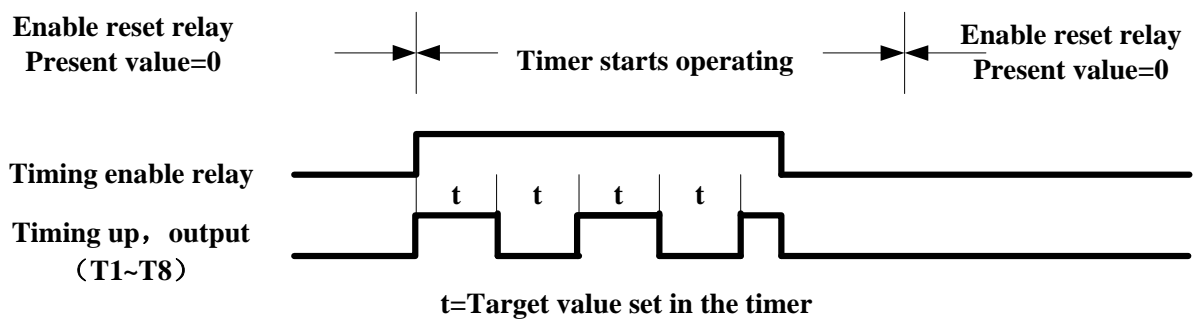 Enable reset relay
Present value=0
Timer starts operating
Enable reset relay
Present value=0
Timing enable relay
t t t t
Timing up，output
（T1~T8）
t=Target value set in the timer